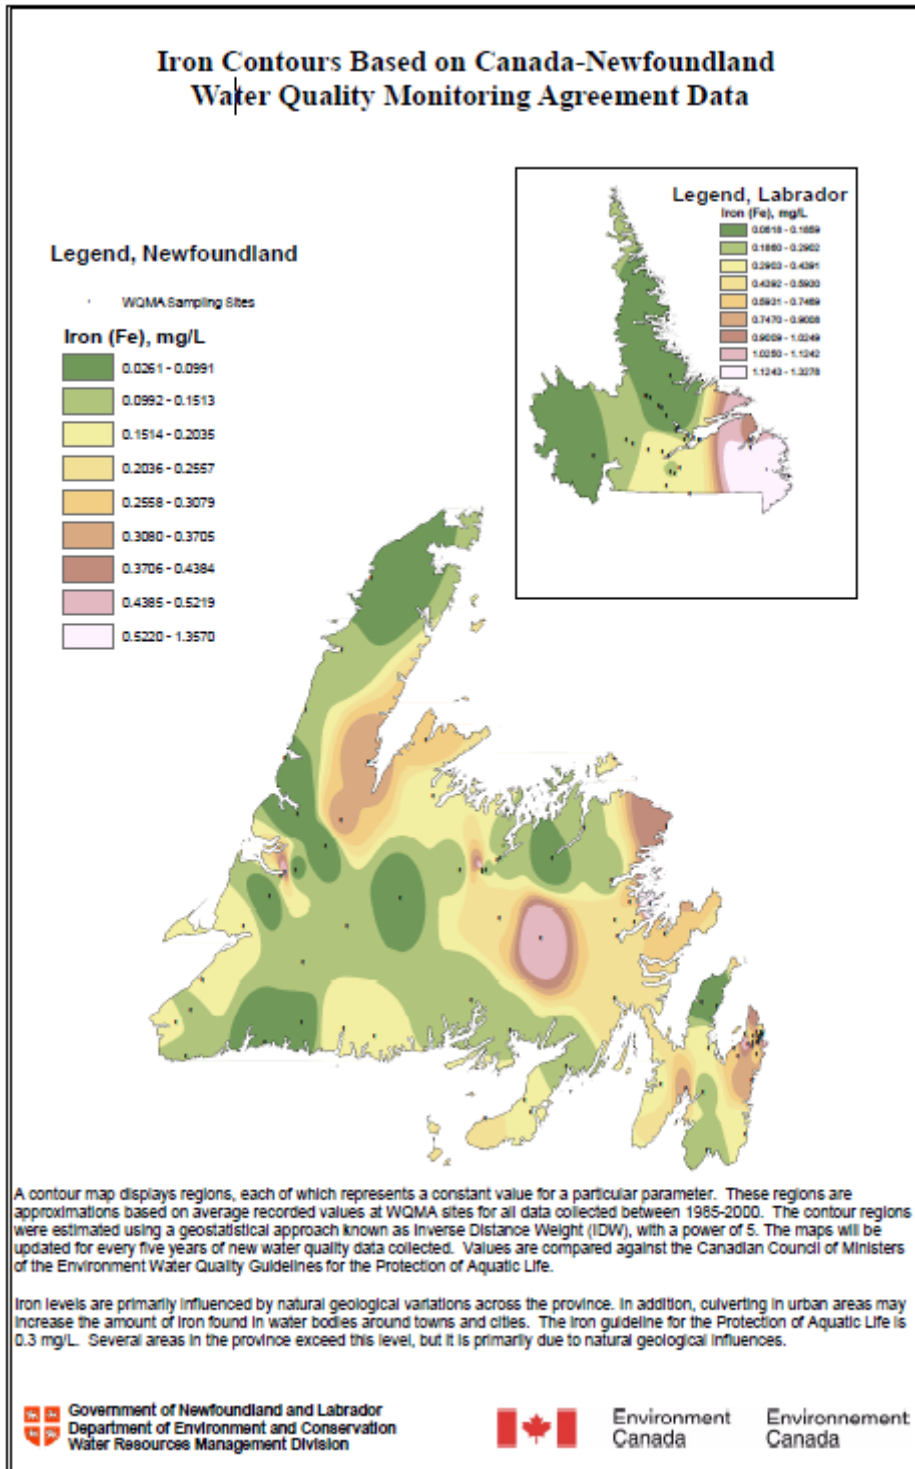 Iron Contours Based on Canada-Newfoundland
Water Quality Monitoring Agreement Data
Legend, Labrador
Iron (Fe), mg/L
0.0618 - 0.1859
0.1860 - 0.2902
0.2903 - 0.4391
0.4392 - 0.5930
0.5931 - 0.7469
0.7470 - 0.9008
0.9009 - 1.0249
1.0250 - 1.1242
1.1243 - 1.3278
Legend, Newfoundland
WQMA Sampling Sites
Iron (Fe), mg/L
0.0261 - 0.0991
0.0992 - 0.1513
0.1514 - 0.2035
0.2036 - 0.2557
0.2558 - 0.3079
0.3080 - 0.3705
0.3706 - 0.4384
0.4385 - 0.5219
0.5220 - 1.3570
A contour map displays regions, each of which represents a constant value for a particular parameter. These regions are
approximations based on average recorded values at WQMA sites for all data collected between 1985-2000. The contour regions
were estimated using a geostatistical approach known as Inverse Distance Weight (IDW), with a power of 5. The maps will be
updated for every five years of new water quality data collected. Values are compared against the Canadian Council of Ministers
of the Environment Water Quality Guidelines for the Protection of Aquatic Life.
Iron levels are primarily influenced by natural geological variations across the province. In addition, culverting in urban areas may
increase the amount of iron found in water bodies around towns and cities. The iron guideline for the Protection of Aquatic Life is
0.3 mg/L. Several areas in the province exceed this level, but it is primarily due to natural geological influences.
Government of Newfoundland and Labrador
Department of Environment and Conservation
Water Resources Management Division
Environment
Canada
Environnement
Canada